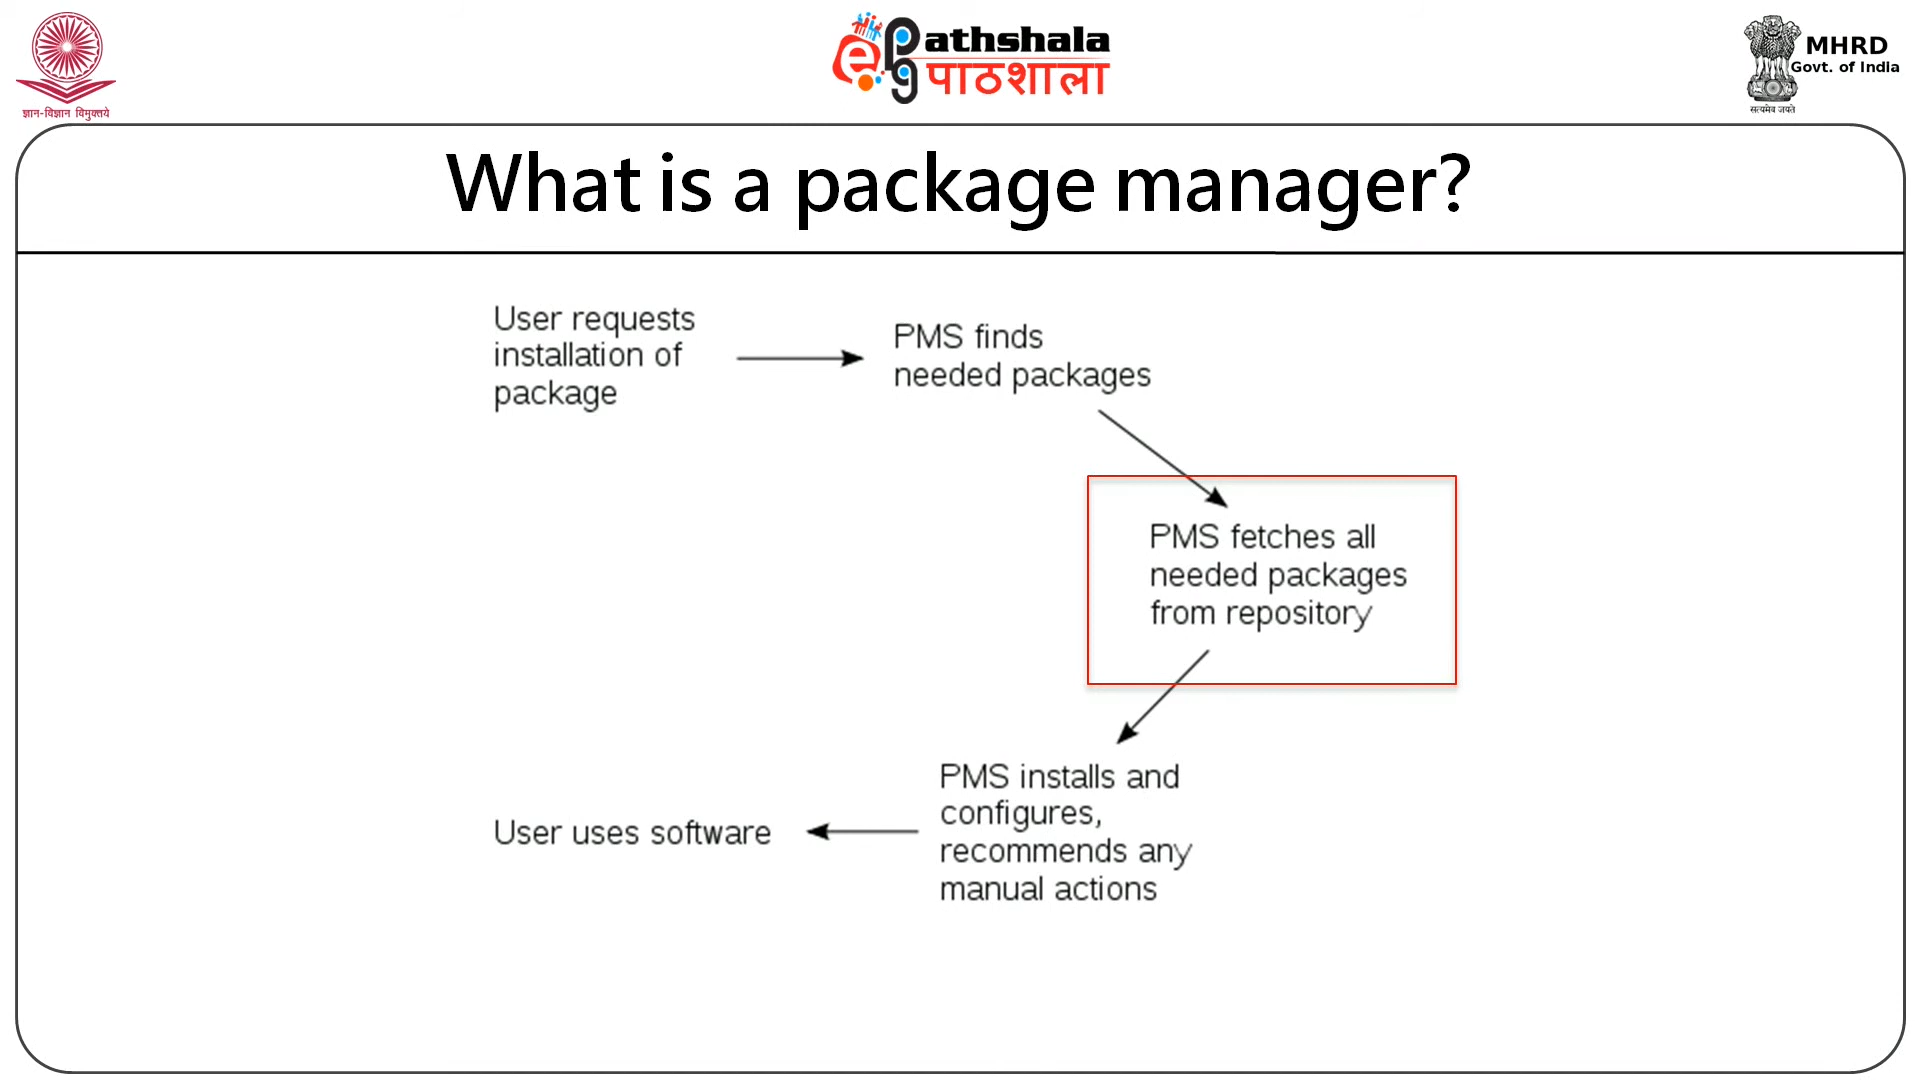 ज्ञान-विज्ञान विमुक्तये
ePg
athshala
पाठशाला
MHRD
Govt. of India
सत्यमेव जयते
What is a package manager?
User requests
installation of
package
PMS finds
needed packages
PMS fetches all
needed packages
from repository
PMS installs and
configures,
recommends any
manual actions
User uses software